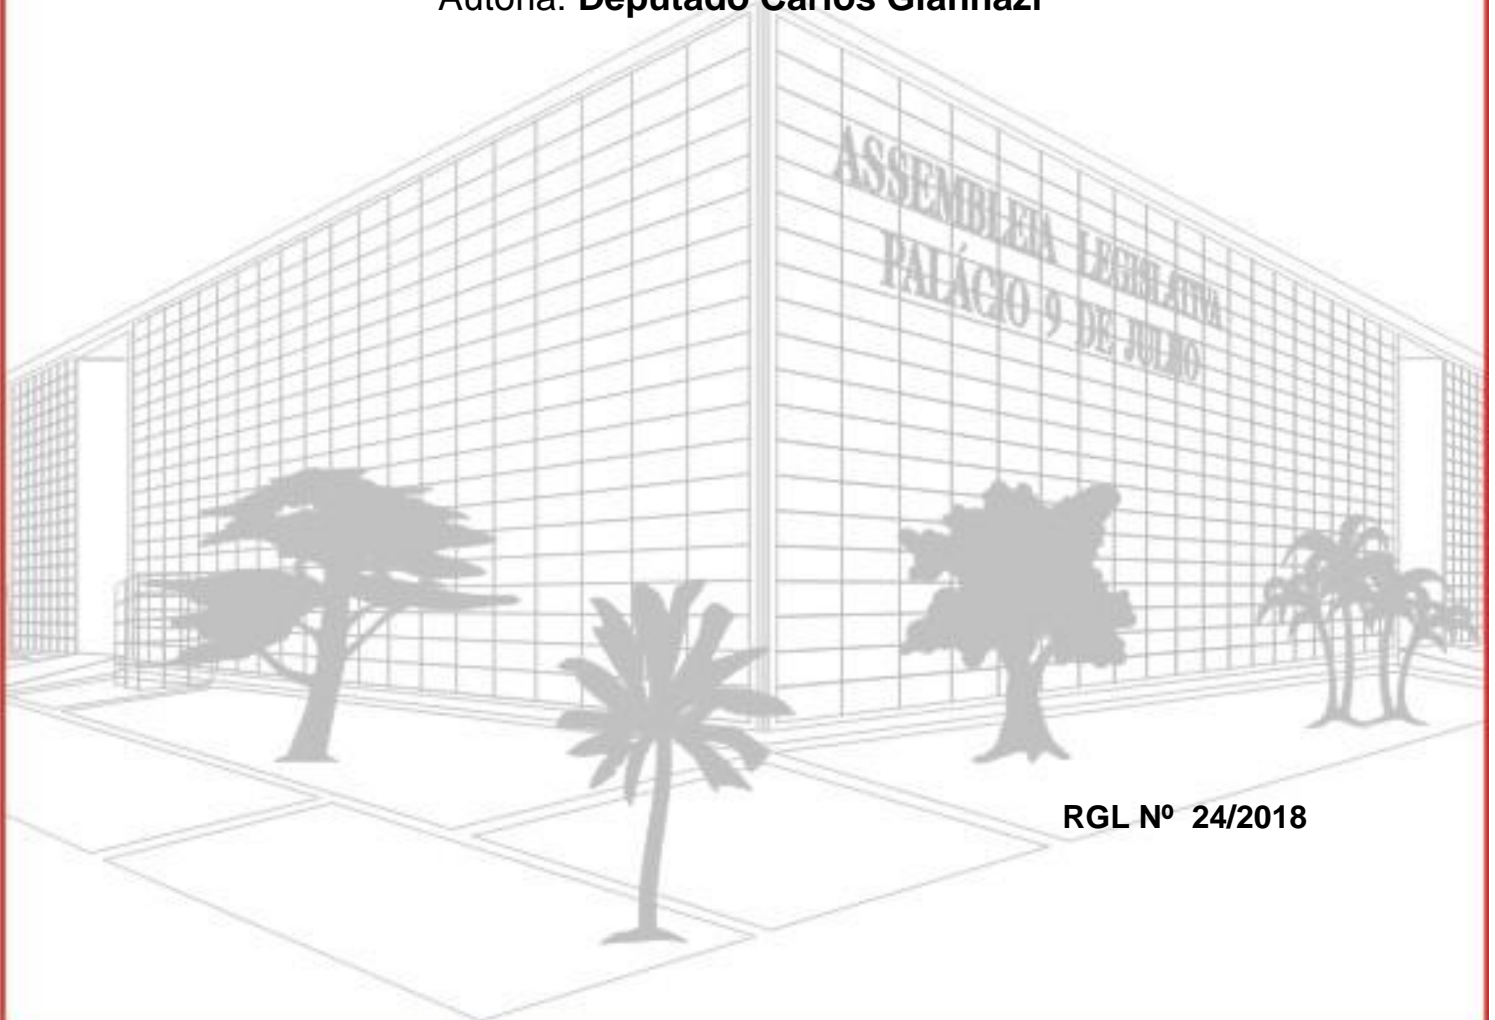 Autoria: Deputado Carlos Giannazi
ASSEMBLEIA LEGISLATIVA
PALÁCIO 9 DE JULHO
RGL Nº 24/2018